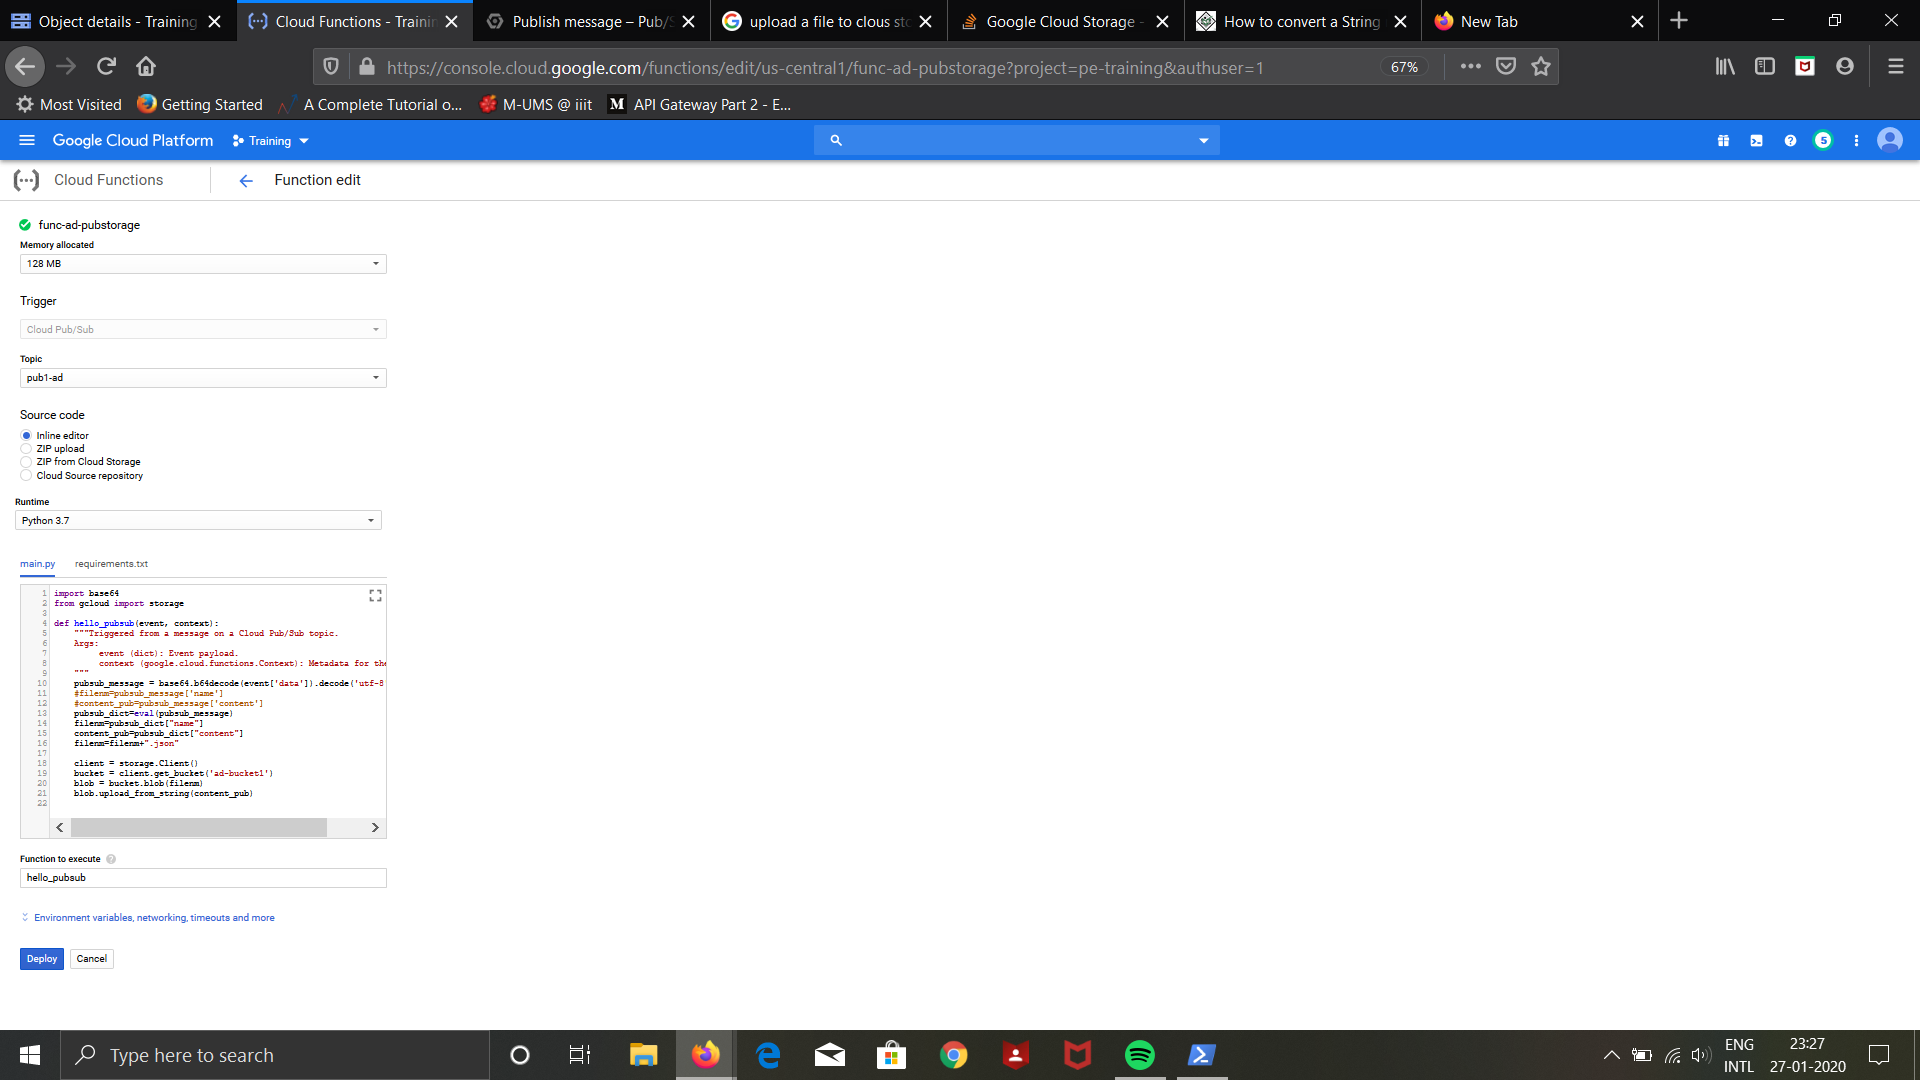 Object details - Training
Cloud Functions - Trainin
Publish message – Pub/S
upload a file to clous sto
Google Cloud Storage -
How to convert a String
New Tab
https://console.cloud.google.com/functions/edit/us-central1/func-ad-pubstorage?project=pe-training&authuser=1
67%
Most Visited
Getting Started
A Complete Tutorial o...
M-UMS @ iiit
M
API Gateway Part 2 - E...
Google Cloud Platform
Training
5
Cloud Functions
Function edit
func-ad-pubstorage
Memory allocated
128 MB
Trigger
Cloud Pub/Sub
Topic
pub1-ad
Source code
Inline editor
ZIP upload
ZIP from Cloud Storage
Cloud Source repository
Runtime
Python 3.7
main.py
requirements.txt
1 import base64
2 from gcloud import storage
3
4 def hello_pubsub(event, context):
5 """Triggered from a message on a Cloud Pub/Sub topic.
6 Args:
7 event (dict): Event payload.
8 context (google.cloud.functions.Context): Metadata for the
9 """
10 pubsub_message = base64.b64decode(event['data']).decode('utf-8
11 #filenm=pubsub_message['name']
12 #content_pub=pubsub_message['content']
13 pubsub_dict=eval(pubsub_message)
14 filenm=pubsub_dict["name"]
15 content_pub=pubsub_dict["content"]
16 filenm=filenm+".json"
17
18 client = storage.Client()
19 bucket = client.get_bucket('ad-bucket1')
20 blob = bucket.blob(filenm)
21 blob.upload_from_string(content_pub)
22
Function to execute
hello_pubsub
Environment variables, networking, timeouts and more
Deploy
Cancel
Type here to search
ENG
INTL
23:27
27-01-2020